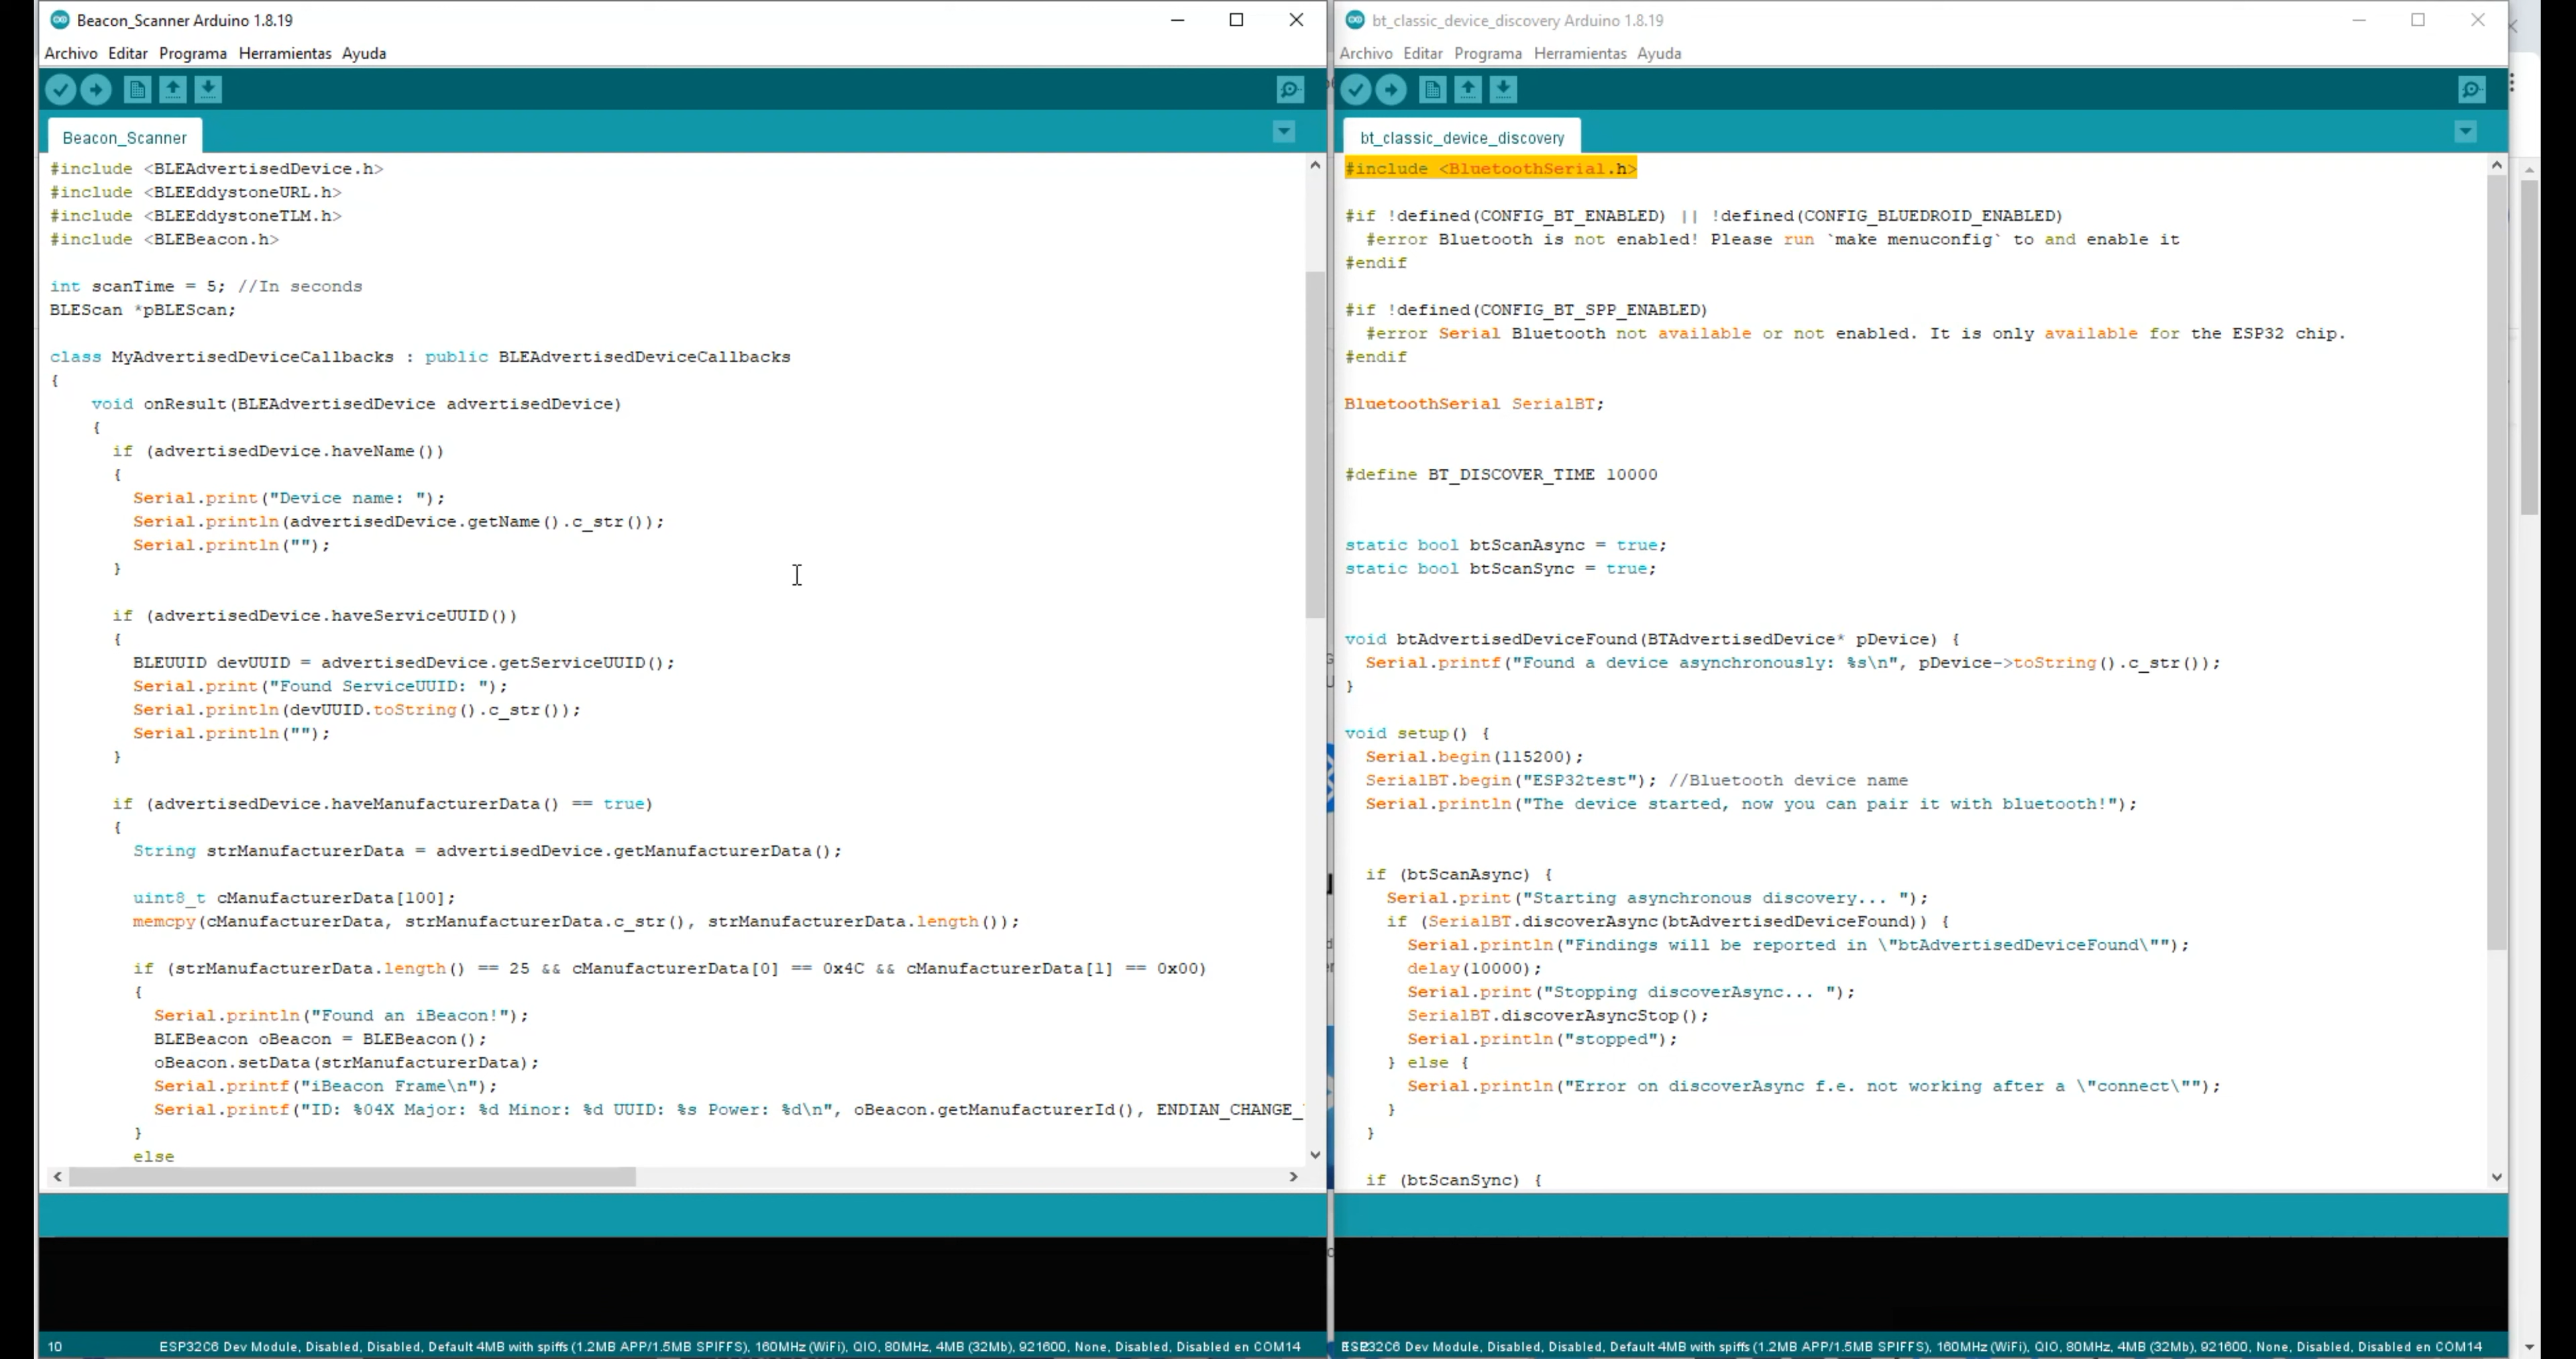 Beacon_Scanner Arduino 1.8.19
Archivo Editar Programa Herramientas Ayuda
Beacon_Scanner
#include <BLEAdvertisedDevice.h>
#include <BLEEddystoneURL.h>
#include <BLEEddystoneTLM.h>
#include <BLEBeacon.h>
int scanTime = 5; //In seconds
BLEScan *pBLEScan;
class MyAdvertisedDeviceCallbacks : public BLEAdvertisedDeviceCallbacks
{
void onResult(BLEAdvertisedDevice advertisedDevice)
{
if (advertisedDevice.haveName())
{
Serial.print("Device name: ");
Serial.println(advertisedDevice.getName().c_str());
Serial.println("");
}
if (advertisedDevice.haveServiceUUID())
{
BLEUUID devUUID = advertisedDevice.getServiceUUID();
Serial.print("Found ServiceUUID: ");
Serial.println(devUUID.toString().c_str());
Serial.println("");
}
if (advertisedDevice.haveManufacturerData() == true)
{
String strManufacturerData = advertisedDevice.getManufacturerData();
uint8_t cManufacturerData[100];
memcpy(cManufacturerData, strManufacturerData.c_str(), strManufacturerData.length());
if (strManufacturerData.length() == 25 && cManufacturerData[0] == 0x4C && cManufacturerData[1] == 0x00)
{
Serial.println("Found an iBeacon!");
BLEBeacon oBeacon = BLEBeacon();
oBeacon.setData(strManufacturerData);
Serial.printf("iBeacon Frame\n");
Serial.printf("ID: %04X Major: %d Minor: %d UUID: %s Power: %d\n", oBeacon.getManufacturerId(), ENDIAN_CHANGE_
}
else
10 ESP32C6 Dev Module, Disabled, Disabled, Default 4MB with spiffs (1.2MB APP/1.5MB SPIFFS), 160MHz (WiFi), QIO, 80MHz, 4MB (32Mb), 921600, None, Disabled, Disabled en COM14
bt_classic_device_discovery Arduino 1.8.19
Archivo Editar Programa Herramientas Ayuda
bt_classic_device_discovery
#include <BluetoothSerial.h>
#if !defined(CONFIG_BT_ENABLED) || !defined(CONFIG_BLUEDROID_ENABLED)
#error Bluetooth is not enabled! Please run `make menuconfig` to and enable it
#endif
#if !defined(CONFIG_BT_SPP_ENABLED)
#error Serial Bluetooth not available or not enabled. It is only available for the ESP32 chip.
#endif
BluetoothSerial SerialBT;
#define BT_DISCOVER_TIME 10000
static bool btScanAsync = true;
static bool btScanSync = true;
void btAdvertisedDeviceFound(BTAdvertisedDevice* pDevice) {
Serial.printf("Found a device asynchronously: %s\n", pDevice->toString().c_str());
}
void setup() {
Serial.begin(115200);
SerialBT.begin("ESP32test"); //Bluetooth device name
Serial.println("The device started, now you can pair it with bluetooth!");
if (btScanAsync) {
Serial.print("Starting asynchronous discovery... ");
if (SerialBT.discoverAsync(btAdvertisedDeviceFound)) {
Serial.println("Findings will be reported in \"btAdvertisedDeviceFound\"");
delay(10000);
Serial.print("Stopping discoverAsync... ");
SerialBT.discoverAsyncStop();
Serial.println("stopped");
} else {
Serial.println("Error on discoverAsync f.e. not working after a \"connect\"");
}
}
if (btScanSync) {
Dev Module, Disabled, Disabled, Default 4MB with spiffs (1.2MB APP/1.5MB SPIFFS), 160MHz (WiFi), QIO, 80MHz, 4MB (32Mb), 921600, None, Disabled, Disabled en COM14